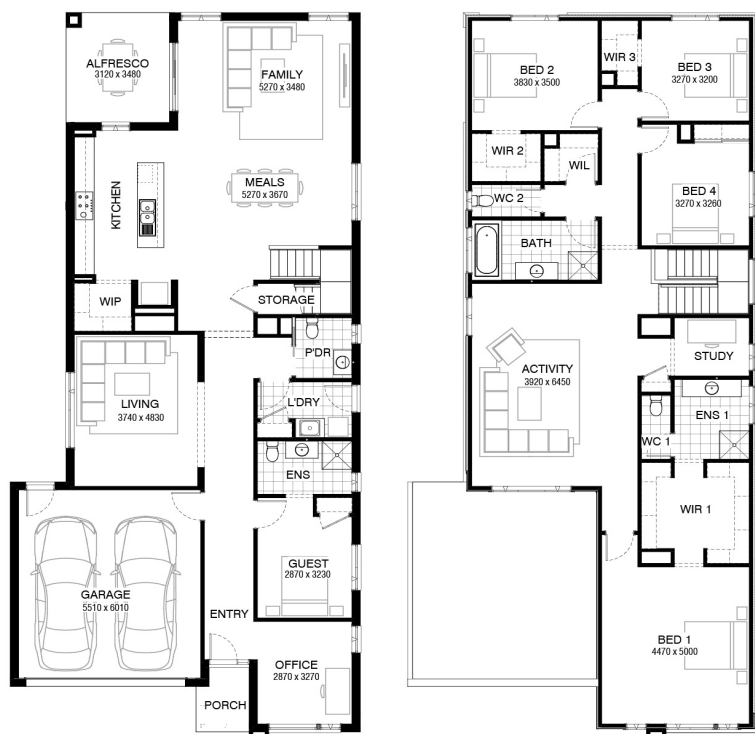 ALFRESCO
3120 x 3480
FAMILY
5270 x 3480
KITCHEN
MEALS
5270 x 3670
WIP
STORAGE
P'DR
LIVING
3740 x 4830
L'DRY
ENS
GUEST
2870 x 3230
GARAGE
5510 x 6010
ENTRY
OFFICE
2870 x 3270
PORCH
BED 2
3830 x 3500
WIR 3
BED 3
3270 x 3200
WIR 2
WIL
BED 4
3270 x 3260
WC 2
BATH
ACTIVITY
3920 x 6450
STUDY
ENS 1
WC 1
WIR 1
BED 1
4470 x 5000